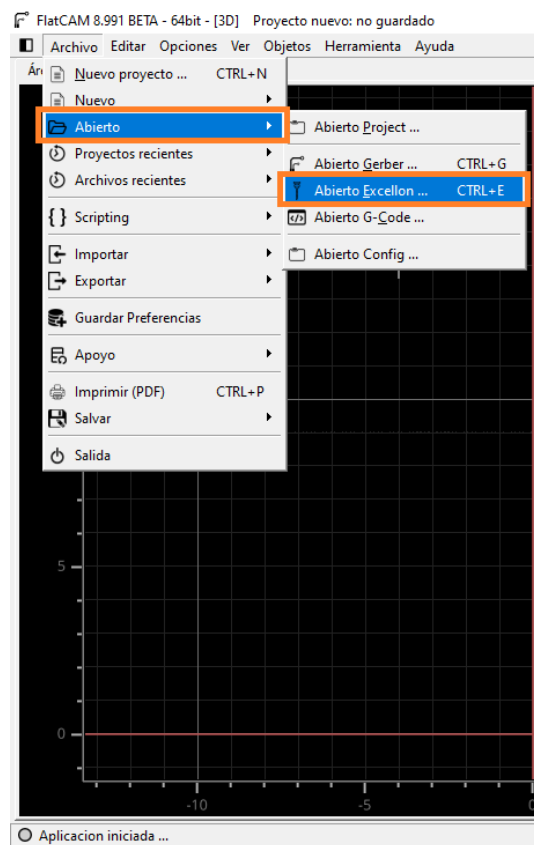 FlatCAM 8.991 BETA - 64bit - [3D] Proyecto nuevo: no guardado
Archivo Editar Opciones Ver Objetos Herramienta Ayuda
Nuevo proyecto ... CTRL+N
Nuevo
Abierto
Proyectos recientes
Archivos recientes
Scripting
Importar
Exportar
Guardar Preferencias
Apoyo
Imprimir (PDF) CTRL+P
Salvar
Salida
Abierto Project ...
Abierto Gerber ... CTRL+G
Abierto Excellon ... CTRL+E
Abierto G-Code ...
Abierto Config ...
5
0
-10 -5 0
Aplicacion iniciada ...